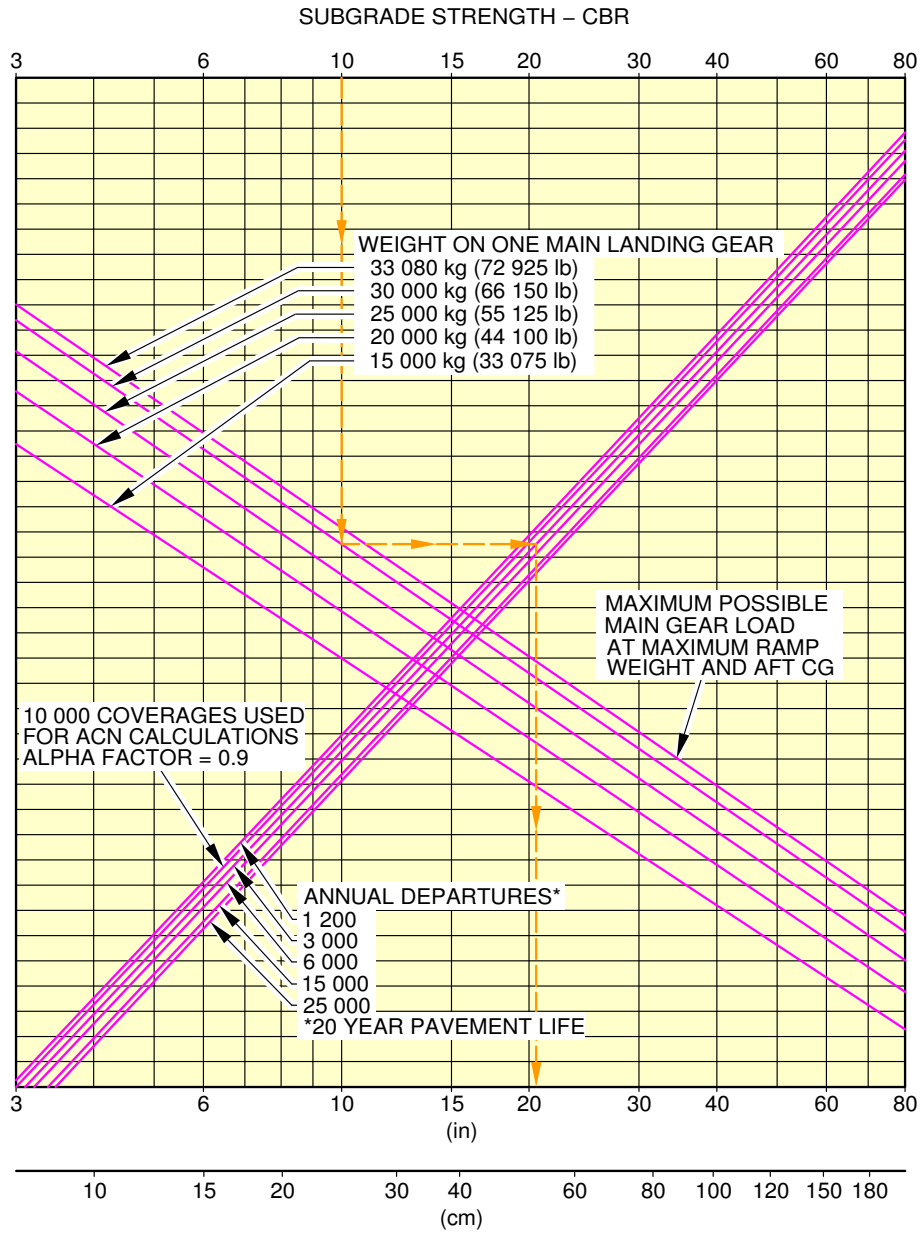 SUBGRADE STRENGTH – CBR
3 6 10 15 20 30 40 60 80
WEIGHT ON ONE MAIN LANDING GEAR
33 080 kg (72 925 lb)
30 000 kg (66 150 lb)
25 000 kg (55 125 lb)
20 000 kg (44 100 lb)
15 000 kg (33 075 lb)
MAXIMUM POSSIBLE
MAIN GEAR LOAD
AT MAXIMUM RAMP
WEIGHT AND AFT CG
10 000 COVERAGES USED
FOR ACN CALCULATIONS
ALPHA FACTOR = 0.9
ANNUAL DEPARTURES*
1 200
3 000
6 000
15 000
25 000
*20 YEAR PAVEMENT LIFE
3 6 10 15 20 30 40 60 80
(in)
10 15 20 30 40 60 80 100 120 150 180
(cm)